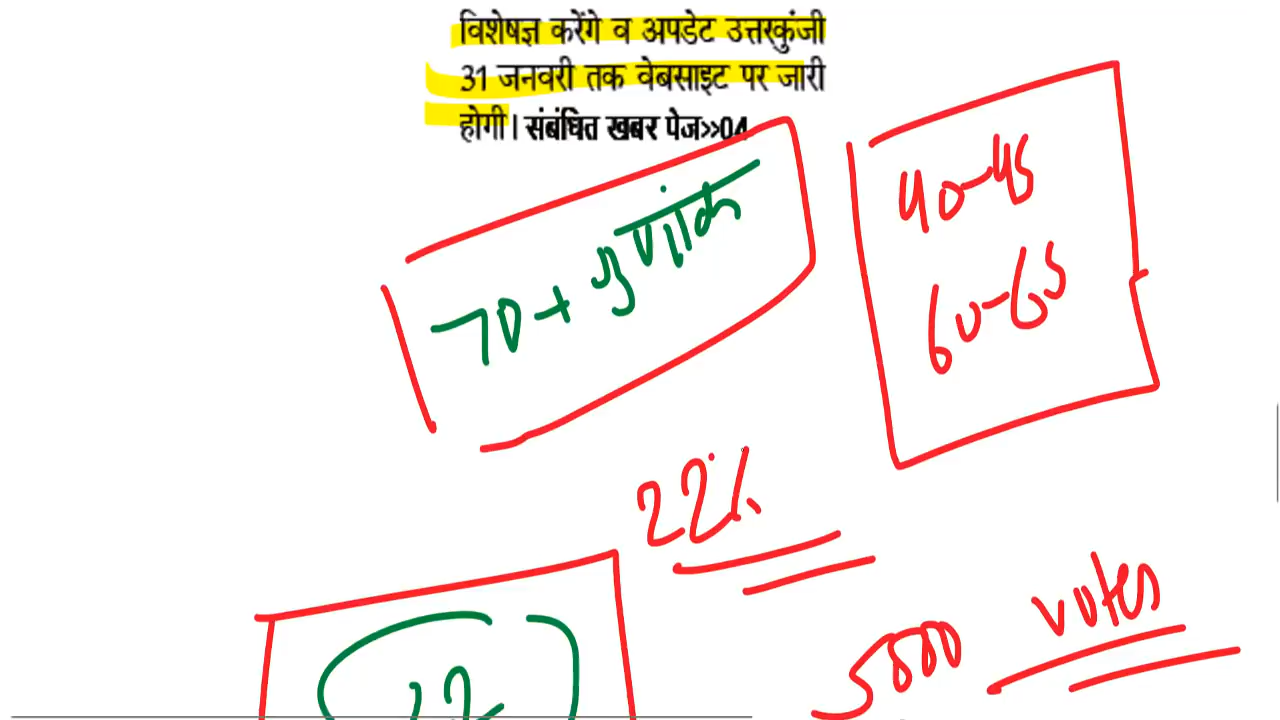 विशेषज्ञ करेंगे व अपडेट उत्तरकुंजी
31 जनवरी तक वेबसाइट पर जारी
होगी। संबंधित खबर पेज>>04
70 + गुणांक
40-45
60-65
22%
5000 votes